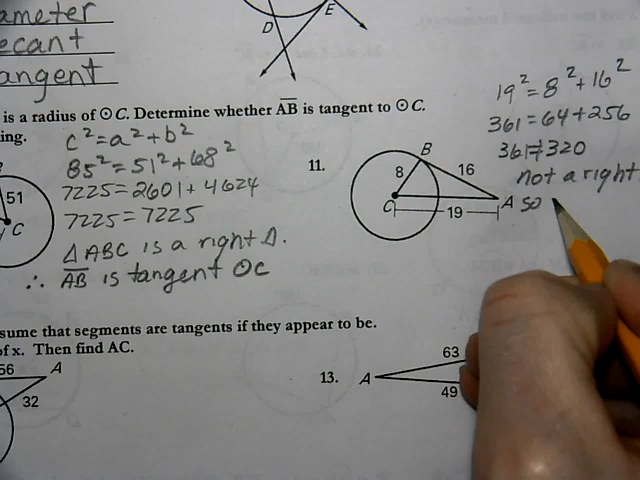 ameter
ecant
angent
D
E
is a radius of ⊙C. Determine whether AB is tangent to ⊙C.
ing.
c²=a²+b²
85²=51²+68²
7225=2601+4624
7225=7225
△ABC is a right △.
∴ AB is tangent ⊙C
51
C
11.
B
8
16
C
19
A
19²=8²+16²
361=64+256
361≠320
not a right
so
sume that segments are tangents if they appear to be.
of x. Then find AC.
56
A
32
13.
A
63
49